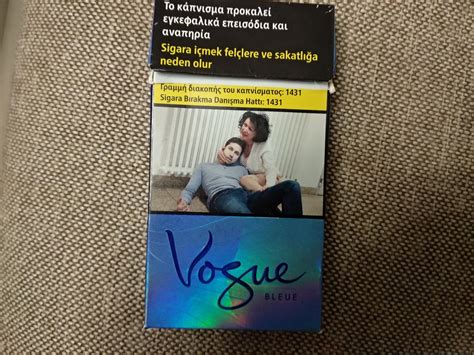 Το κάπνισμα προκαλεί
εγκεφαλικά επεισόδια και
αναπηρία
Sigara içmek felçlere ve sakatlığa
neden olur
Γραμμή διακοπής του καπνίσματος: 1431
Sigara Bırakma Danışma Hattı: 1431
Vogue
BLEUE